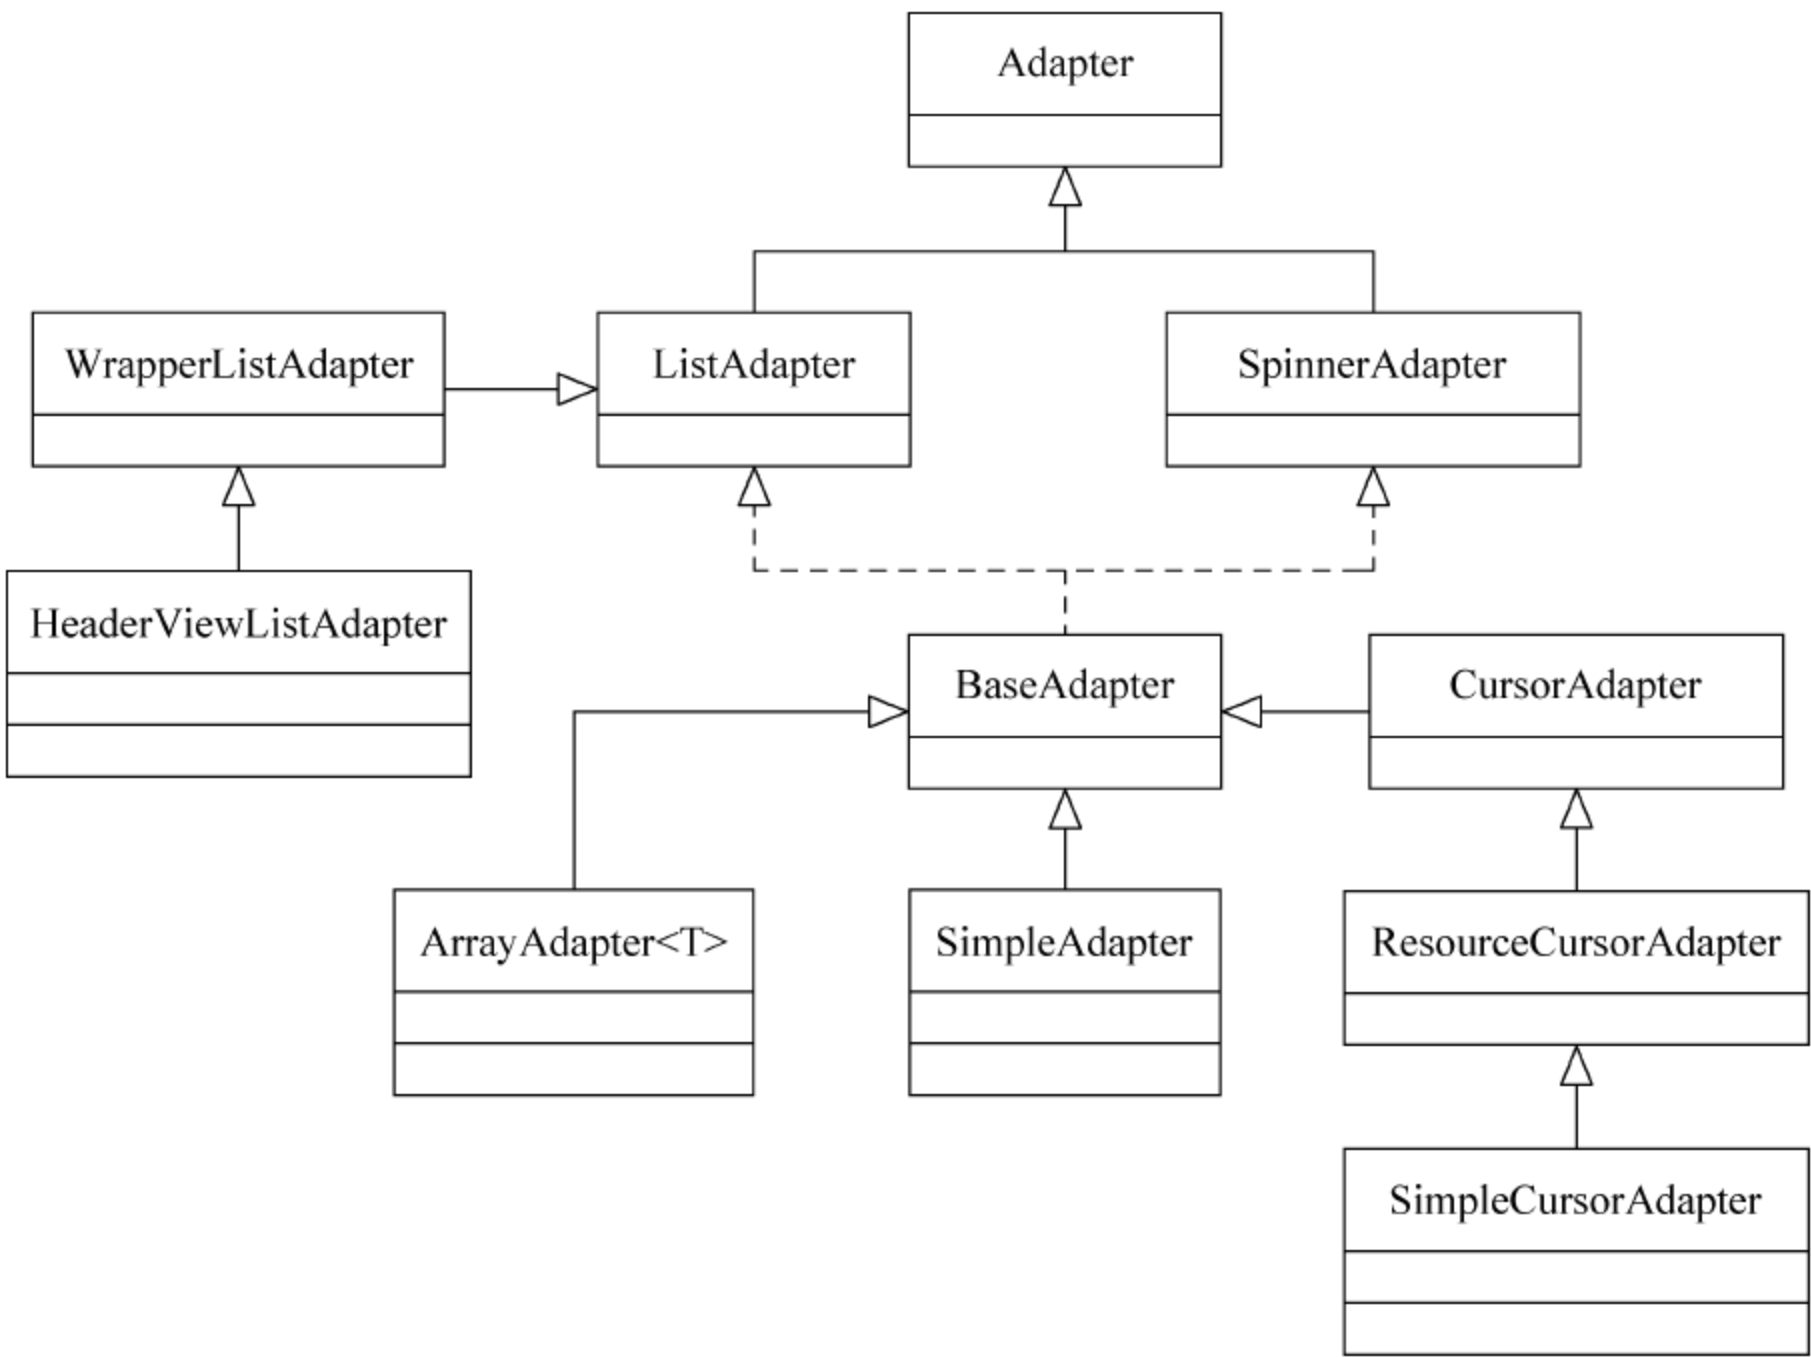 Adapter
WrapperListAdapter
ListAdapter
SpinnerAdapter
HeaderViewListAdapter
BaseAdapter
CursorAdapter
ArrayAdapter<T>
SimpleAdapter
ResourceCursorAdapter
SimpleCursorAdapter